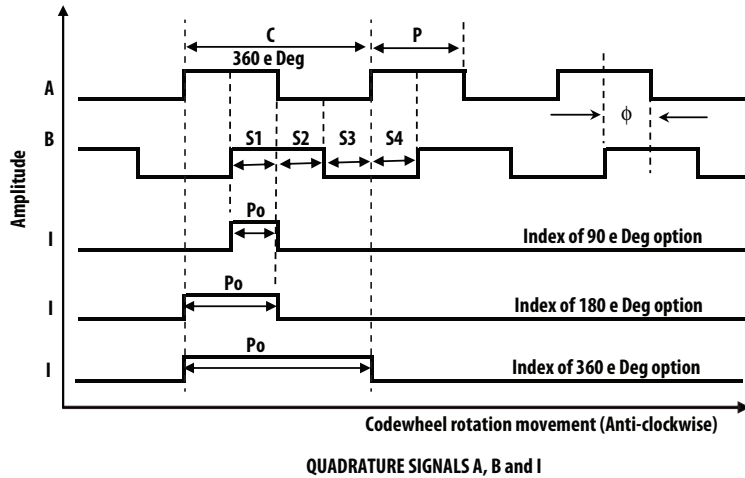 C
P
360 e Deg
A
ϕ
B
S1 S2 S3 S4
Amplitude
Po
I
Index of 90 e Deg option
Po
I
Index of 180 e Deg option
Po
I
Index of 360 e Deg option
Codewheel rotation movement (Anti-clockwise)
QUADRATURE SIGNALS A, B and I